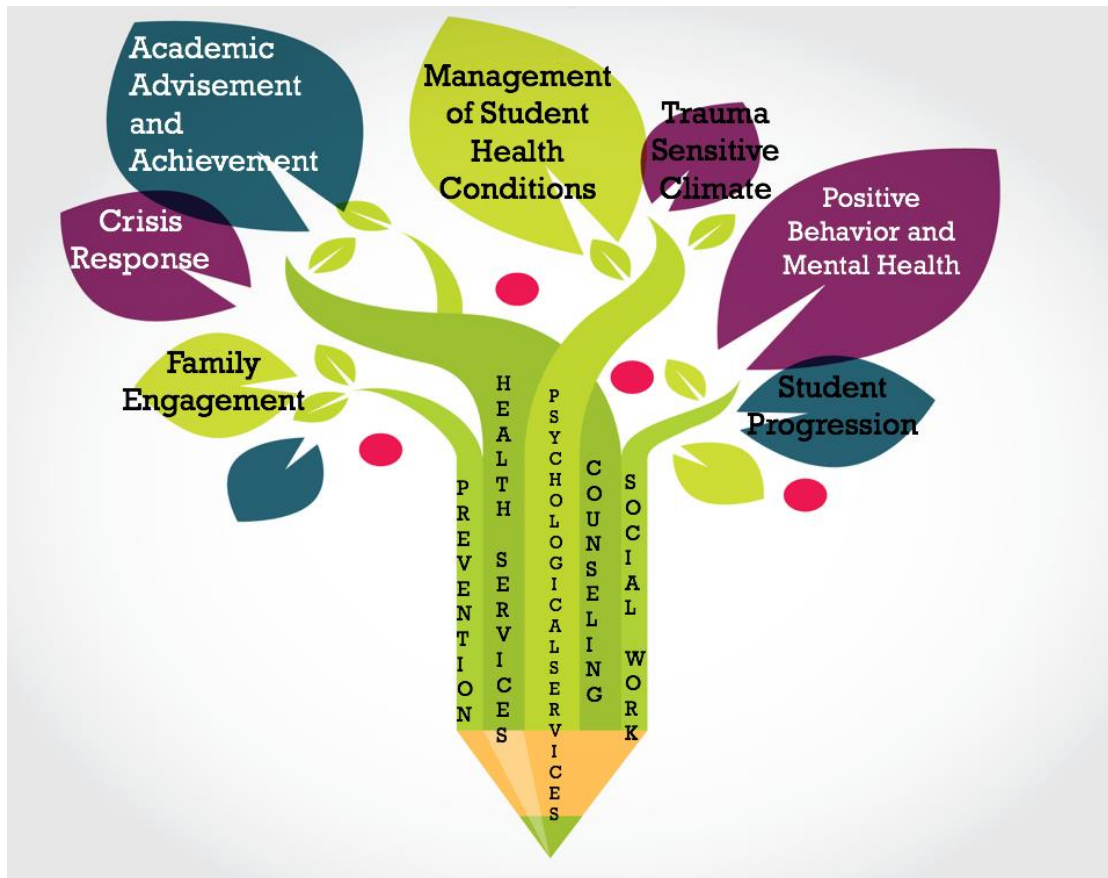 Academic
Advisement
and
Achievement
Management
of Student
Health
Conditions
Trauma
Sensitive
Climate
Positive
Behavior and
Mental Health
Crisis
Response
Family
Engagement
Student
Progression
PREVENTION
HEALTH SERVICES
PSYCHOLOGICALSERVICES
COUNSELING
SOCIAL WORK